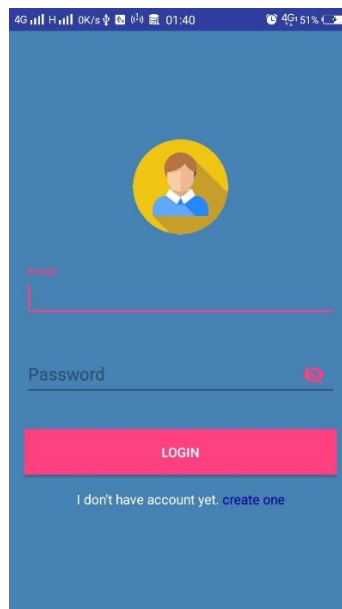 4G H 0K/s 01:40 4G 51%
Email
Password
LOGIN
I don't have account yet. create one